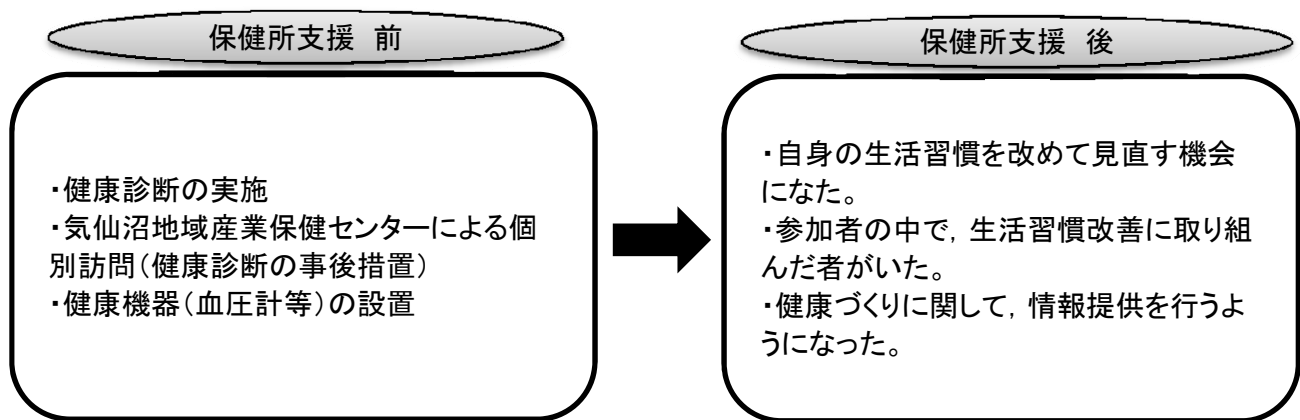 保健所支援 前
・健康診断の実施
・気仙沼地域産業保健センターによる個
別訪問(健康診断の事後措置)
・健康機器(血圧計等)の設置
保健所支援 後
・自身の生活習慣を改めて見直す機会
になた。
・参加者の中で, 生活習慣改善に取り組
んだ者がいた。
・健康づくりに関して, 情報提供を行うよ
うになった。